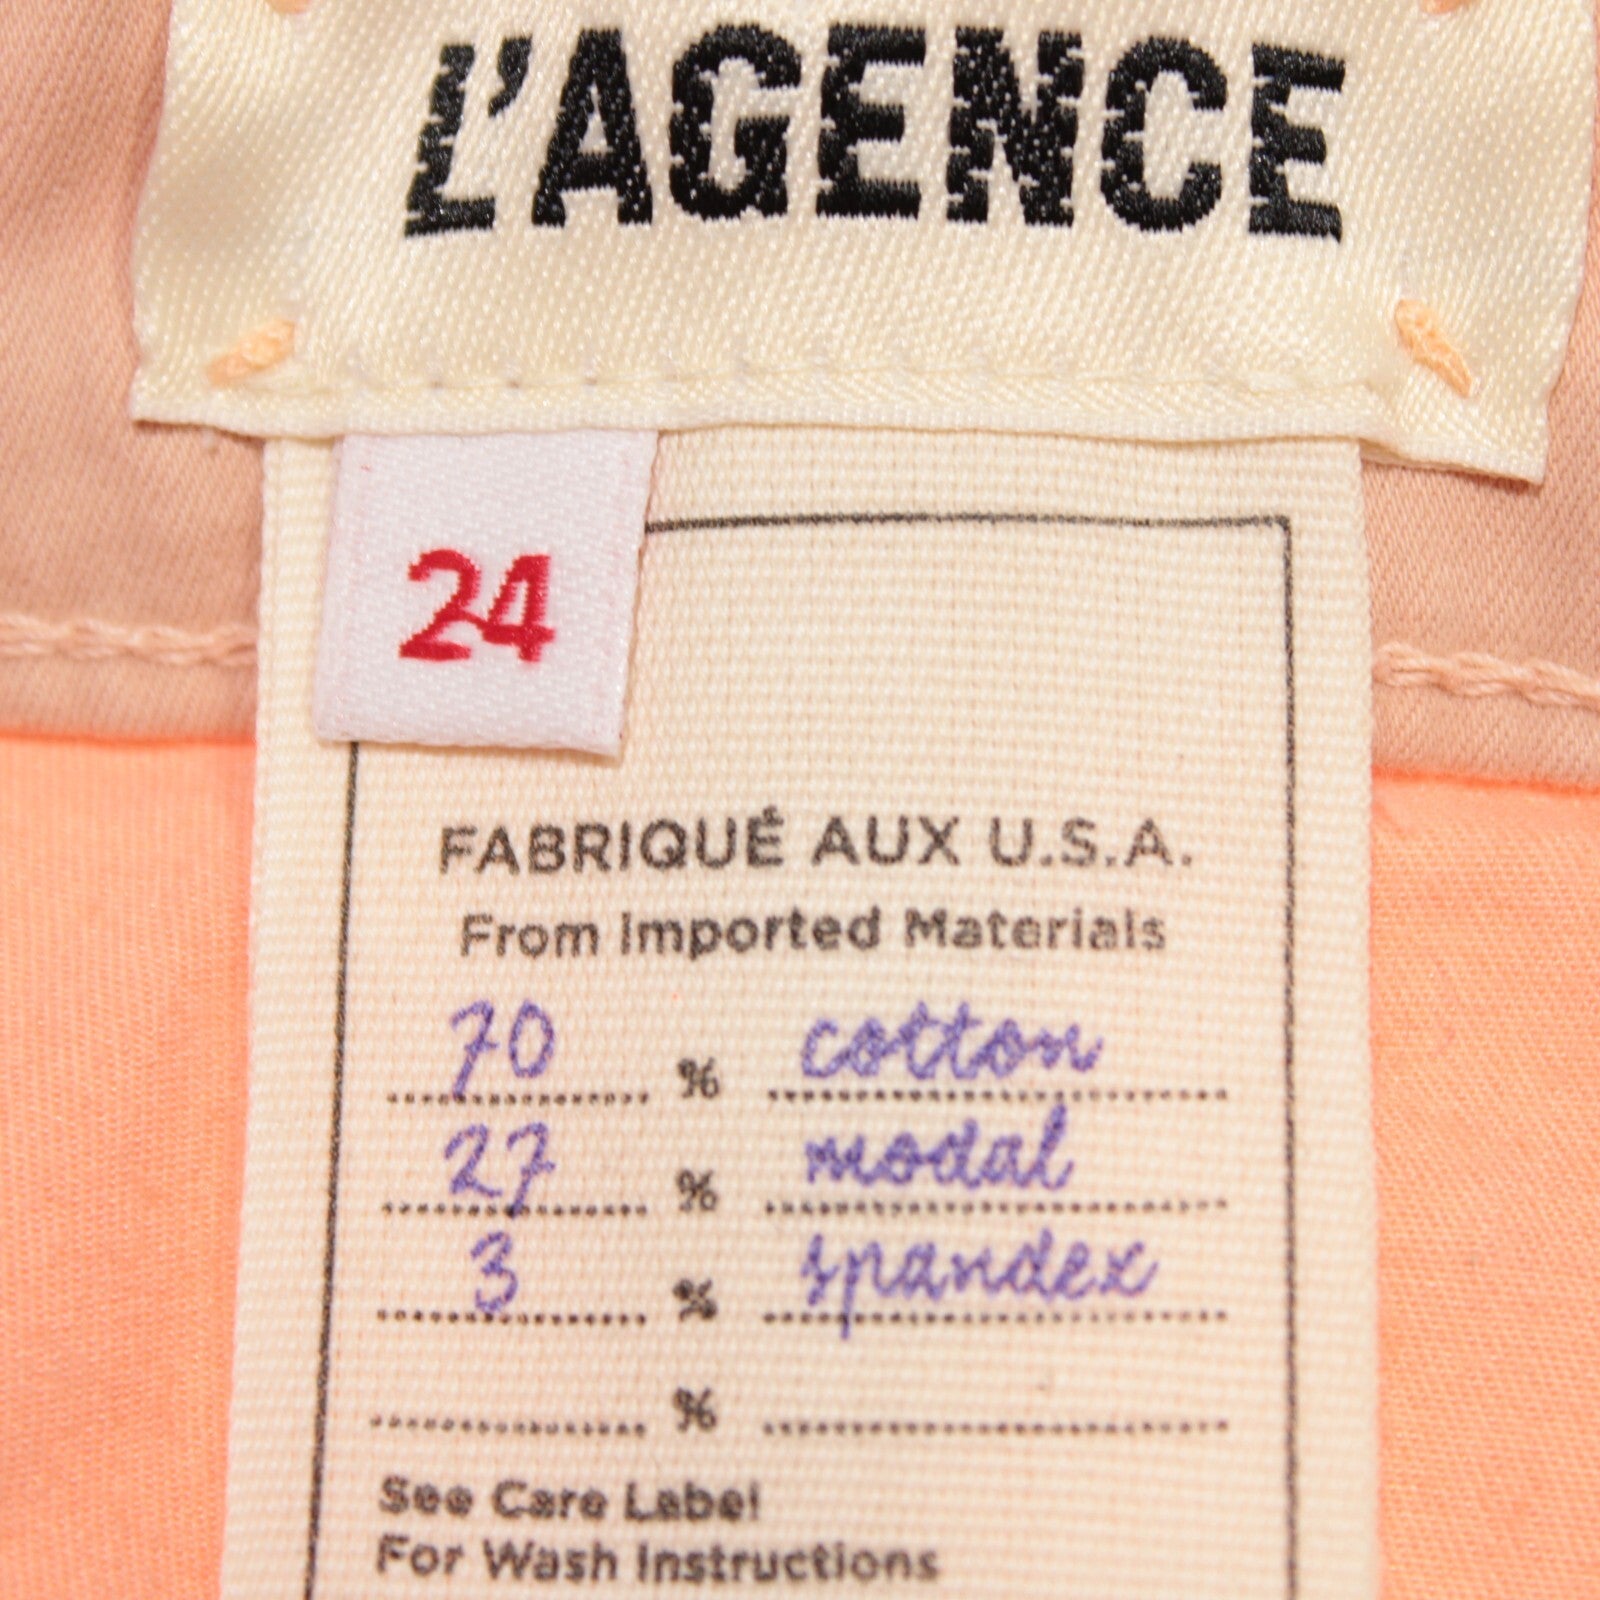 L'AGENCE
24
FABRIQUÉ AUX U.S.A.
From Imported Materials
70 % cotton
27 % modal
3 % spandex
%
See Care Label
For Wash Instructions